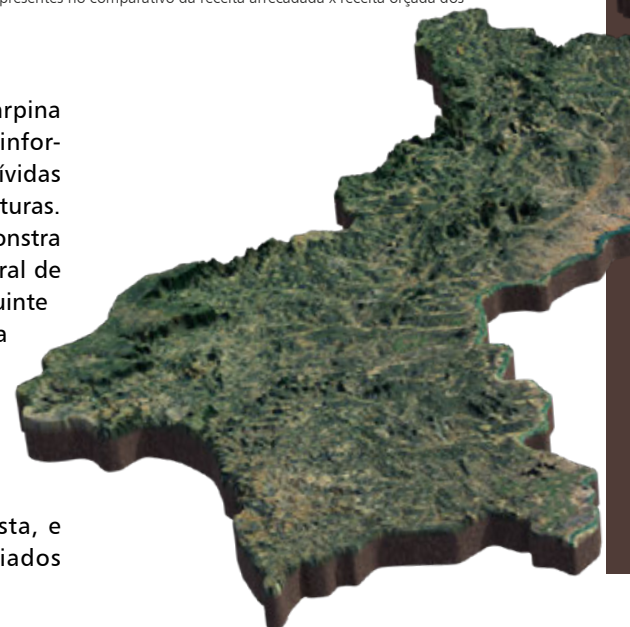 presentes no comparativo da receita arrecadada x receita orçada dos
arpina
infor-
ívidas
turas.
onstra
ral de
uinte
a
sta, e
iados